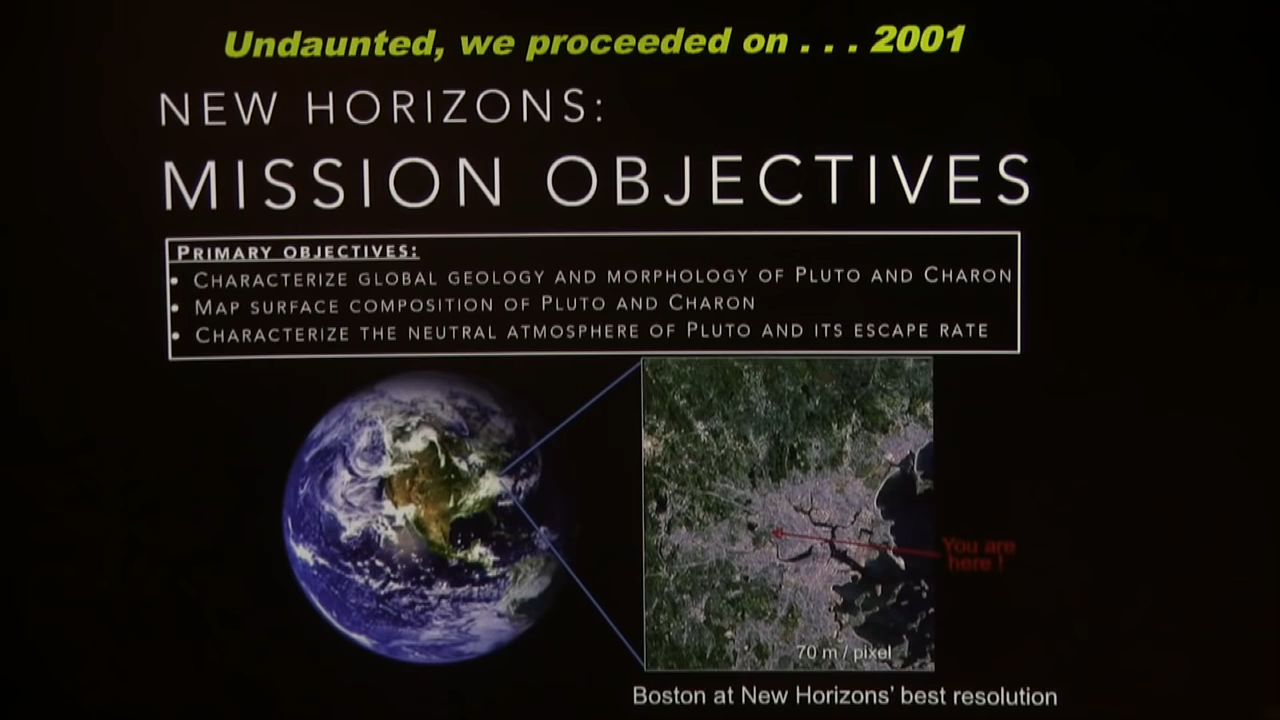 Undaunted, we proceeded on . . . 2001
NEW HORIZONS:
MISSION OBJECTIVES
PRIMARY OBJECTIVES:
• CHARACTERIZE GLOBAL GEOLOGY AND MORPHOLOGY OF PLUTO AND CHARON
• MAP SURFACE COMPOSITION OF PLUTO AND CHARON
• CHARACTERIZE THE NEUTRAL ATMOSPHERE OF PLUTO AND ITS ESCAPE RATE
You are
here !
70 m / pixel
Boston at New Horizons' best resolution